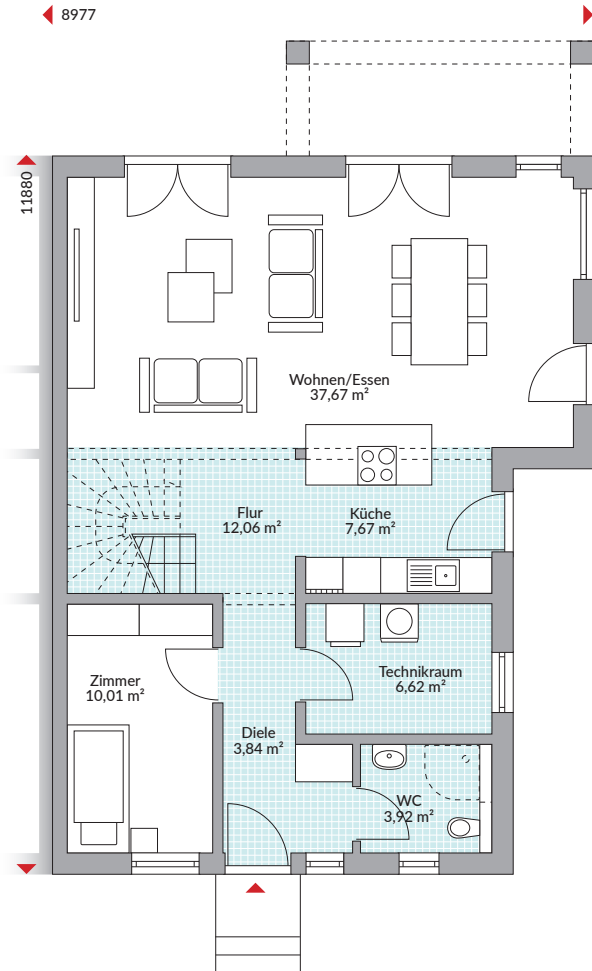 8977
11880
Wohnen/Essen
37,67 m²
Flur
12,06 m²
Küche
7,67 m²
Zimmer
10,01 m²
Technikraum
6,62 m²
Diele
3,84 m²
WC
3,92 m²